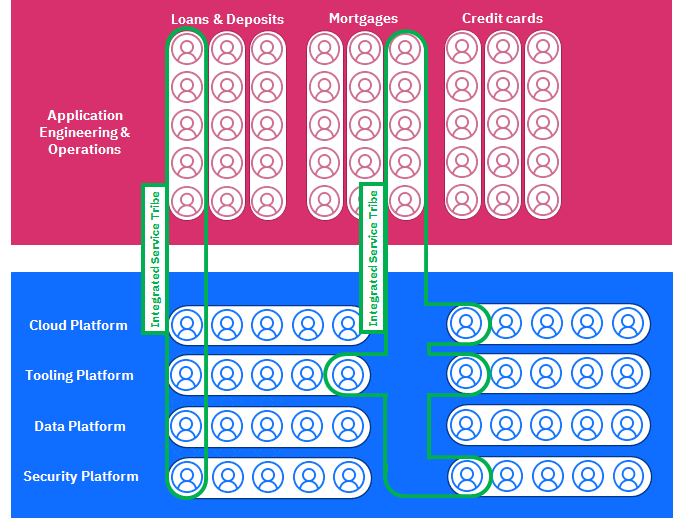 Loans & Deposits
Mortgages
Credit cards
Application
Engineering &
Operations
Integrated Service Tribe
Integrated Service Tribe
Cloud Platform
Tooling Platform
Data Platform
Security Platform